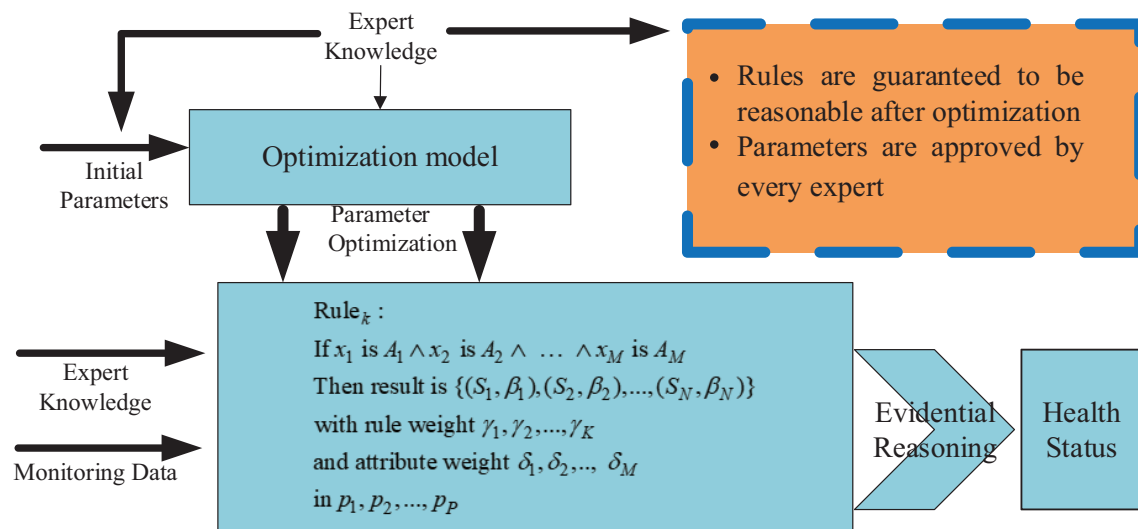 Expert
Knowledge
• Rules are guaranteed to be
reasonable after optimization
• Parameters are approved by
every expert
Optimization model
Initial
Parameters
Parameter
Optimization
Rule_k :
If x_1 is A_1 ∧ x_2 is A_2 ∧ … ∧ x_M is A_M
Then result is {(S_1, β_1), (S_2, β_2),..., (S_N, β_N)}
with rule weight γ_1, γ_2,..., γ_K
and attribute weight δ_1, δ_2,.., δ_M
in p_1, p_2,..., p_P
Expert
Knowledge
Monitoring Data
Evidential
Reasoning
Health
Status